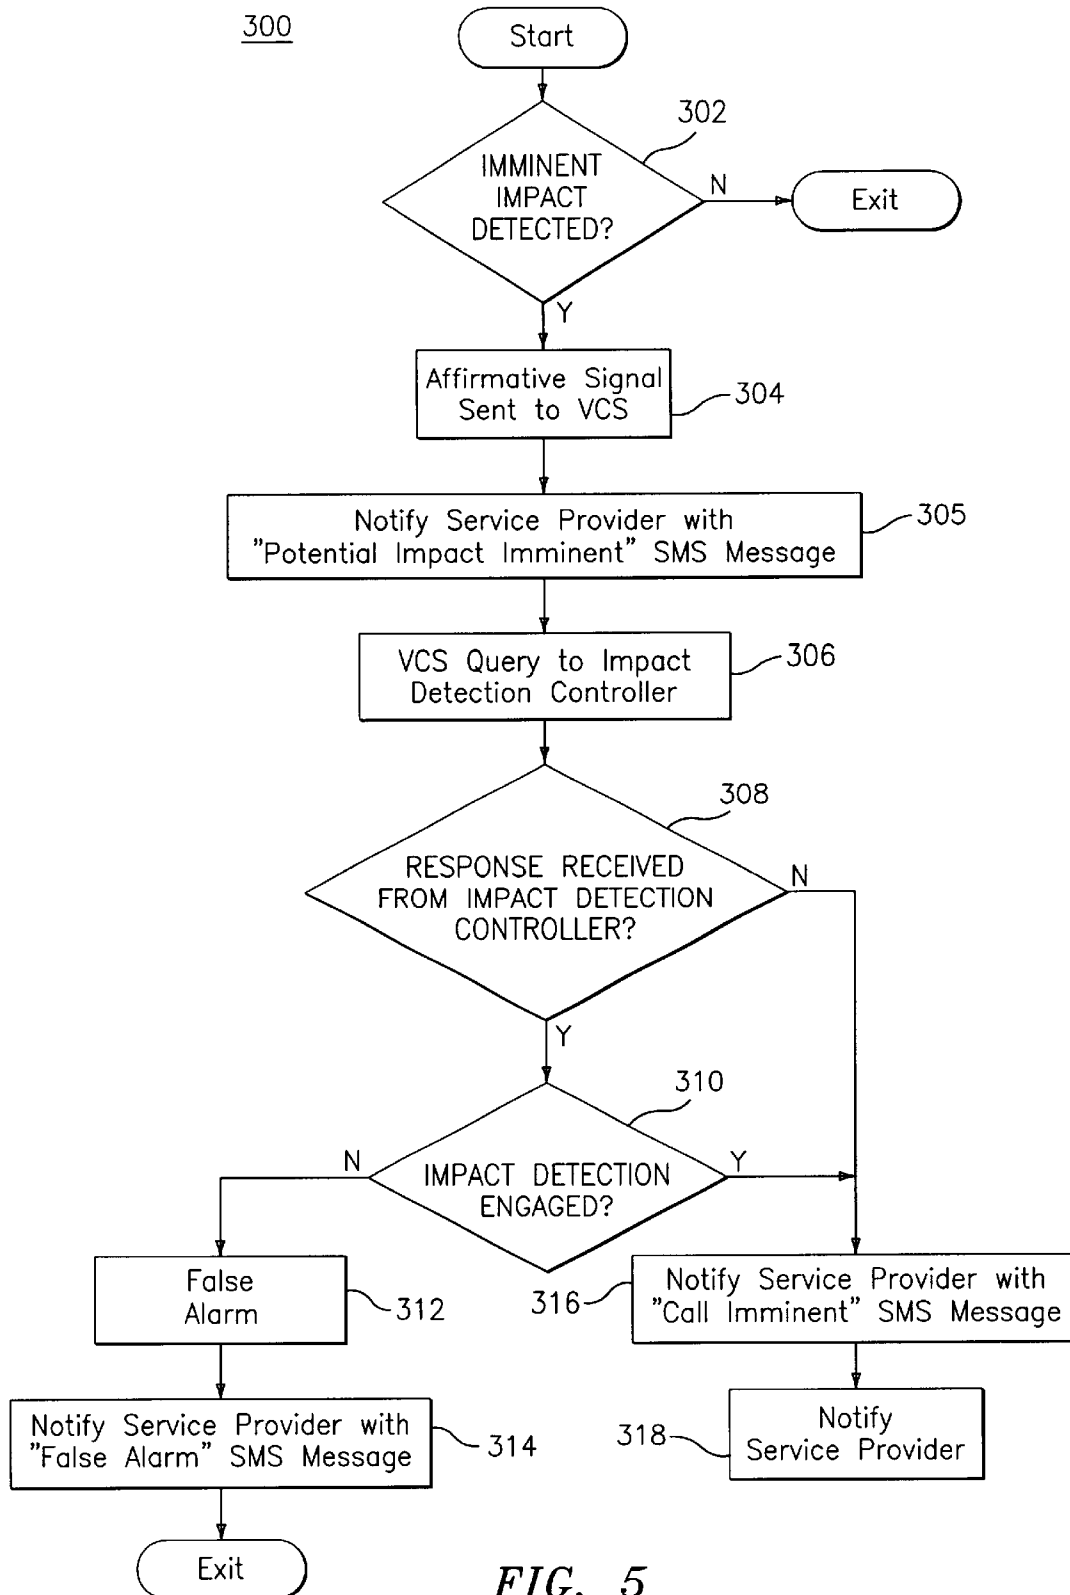 300
Start
302
IMMINENT
IMPACT
DETECTED?
N
Exit
Y
Affirmative Signal
Sent to VCS
304
Notify Service Provider with
"Potential Impact Imminent" SMS Message
305
VCS Query to Impact
Detection Controller
306
308
RESPONSE RECEIVED
FROM IMPACT DETECTION
CONTROLLER?
N
Y
310
N
IMPACT DETECTION
ENGAGED?
Y
False
Alarm
312
316
Notify Service Provider with
"Call Imminent" SMS Message
Notify Service Provider with
"False Alarm" SMS Message
314
318
Notify
Service Provider
Exit
FIG. 5